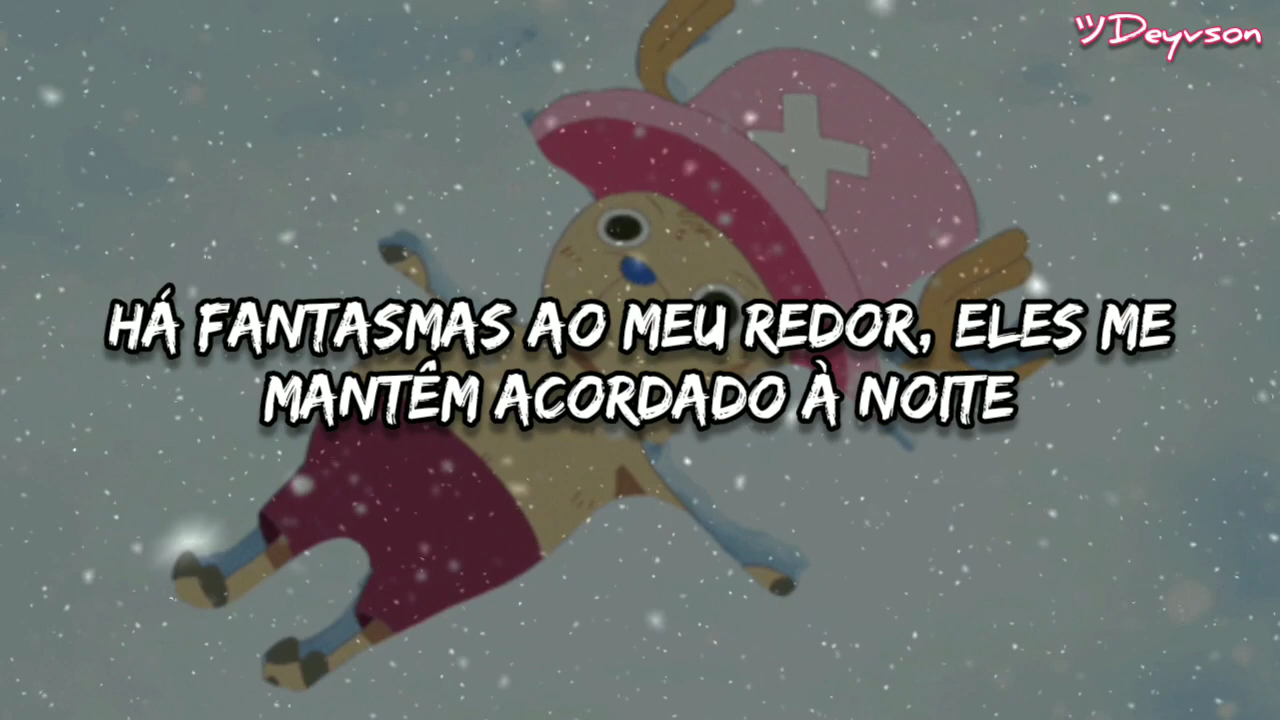 ツDeyvson
HÁ FANTASMAS AO MEU REDOR, ELES ME
MANTÊM ACORDADO À NOITE